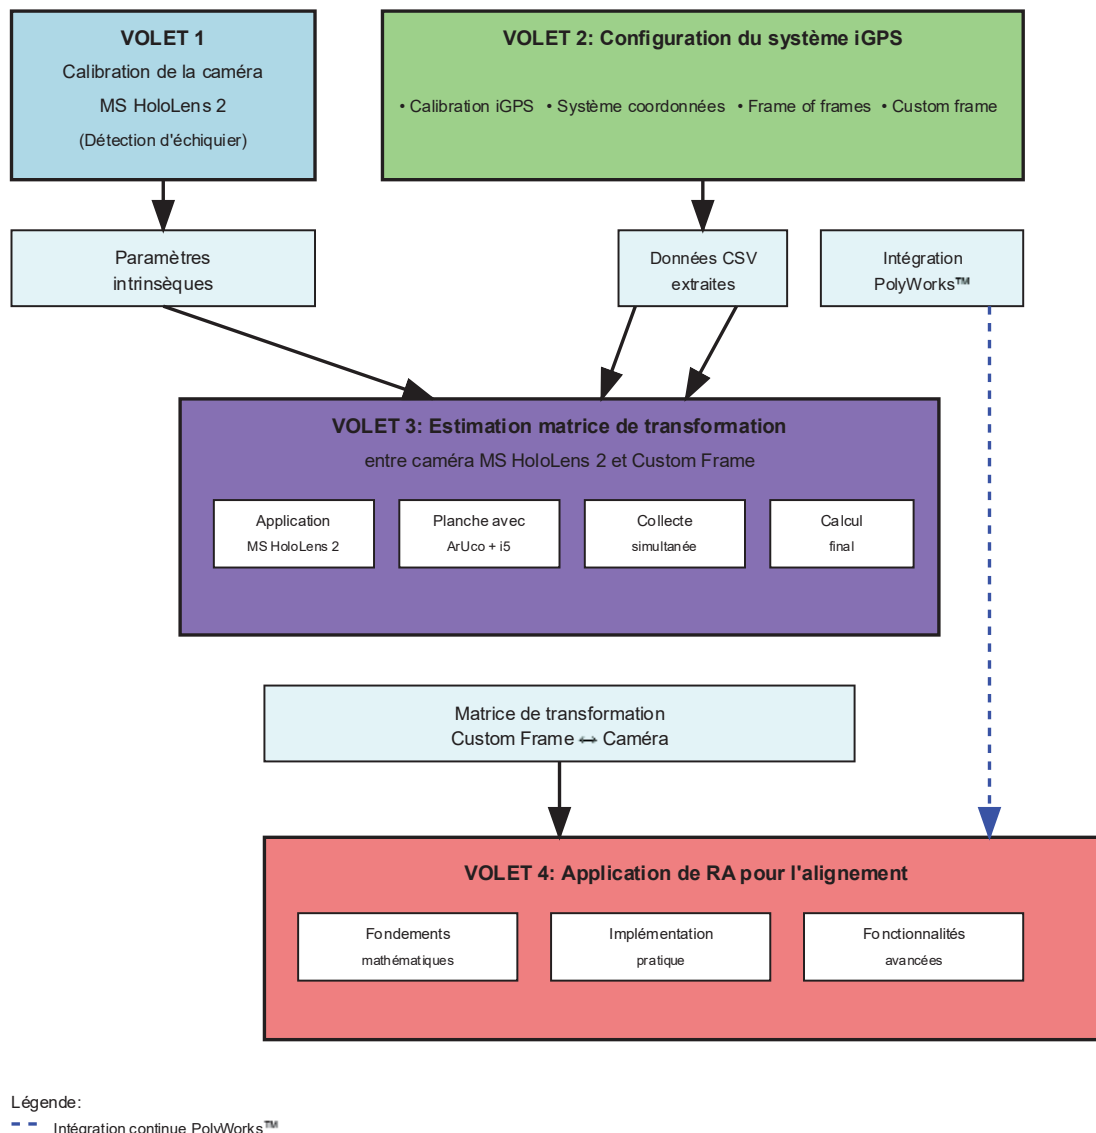 VOLET 1
Calibration de la caméra
MS HoloLens 2
(Détection d'échiquier)
VOLET 2: Configuration du système iGPS
• Calibration iGPS • Système coordonnées • Frame of frames • Custom frame
Paramètres
intrinsèques
Données CSV
extraites
Intégration
PolyWorks™
VOLET 3: Estimation matrice de transformation
entre caméra MS HoloLens 2 et Custom Frame
Application
MS HoloLens 2
Planche avec
ArUco + i5
Collecte
simultanée
Calcul
final
Matrice de transformation
Custom Frame ↔ Caméra
VOLET 4: Application de RA pour l'alignement
Fondements
mathématiques
Implémentation
pratique
Fonctionnalités
avancées
Légende:
Intégration continue PolyWorks™